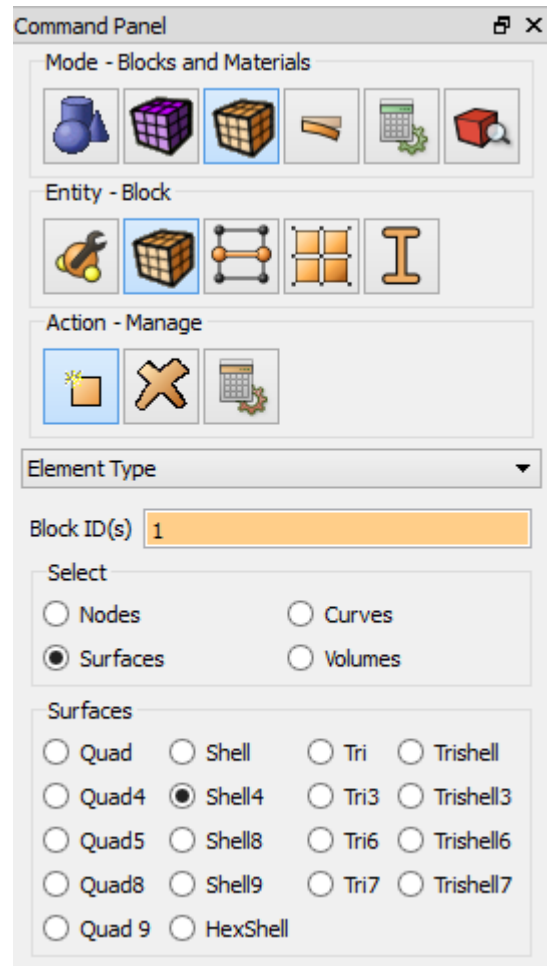 Command Panel
Mode - Blocks and Materials
Entity - Block
Action - Manage
Element Type
Block ID(s) 1
Select
Nodes Curves
Surfaces Volumes
Surfaces
Quad Shell Tri Trishell
Quad4 Shell4 Tri3 Trishell3
Quad5 Shell8 Tri6 Trishell6
Quad8 Shell9 Tri7 Trishell7
Quad 9 HexShell